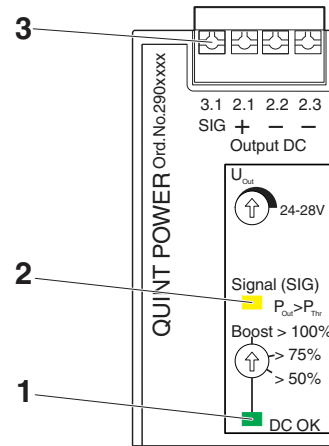 3
3.1 2.1 2.2 2.3
SIG + − −
Output DC
QUINT POWER Ord.No.290xxxx
UOut
24-28V
2
Signal (SIG)
POut>PThr
Boost > 100%
> 75%
> 50%
1
DC OK